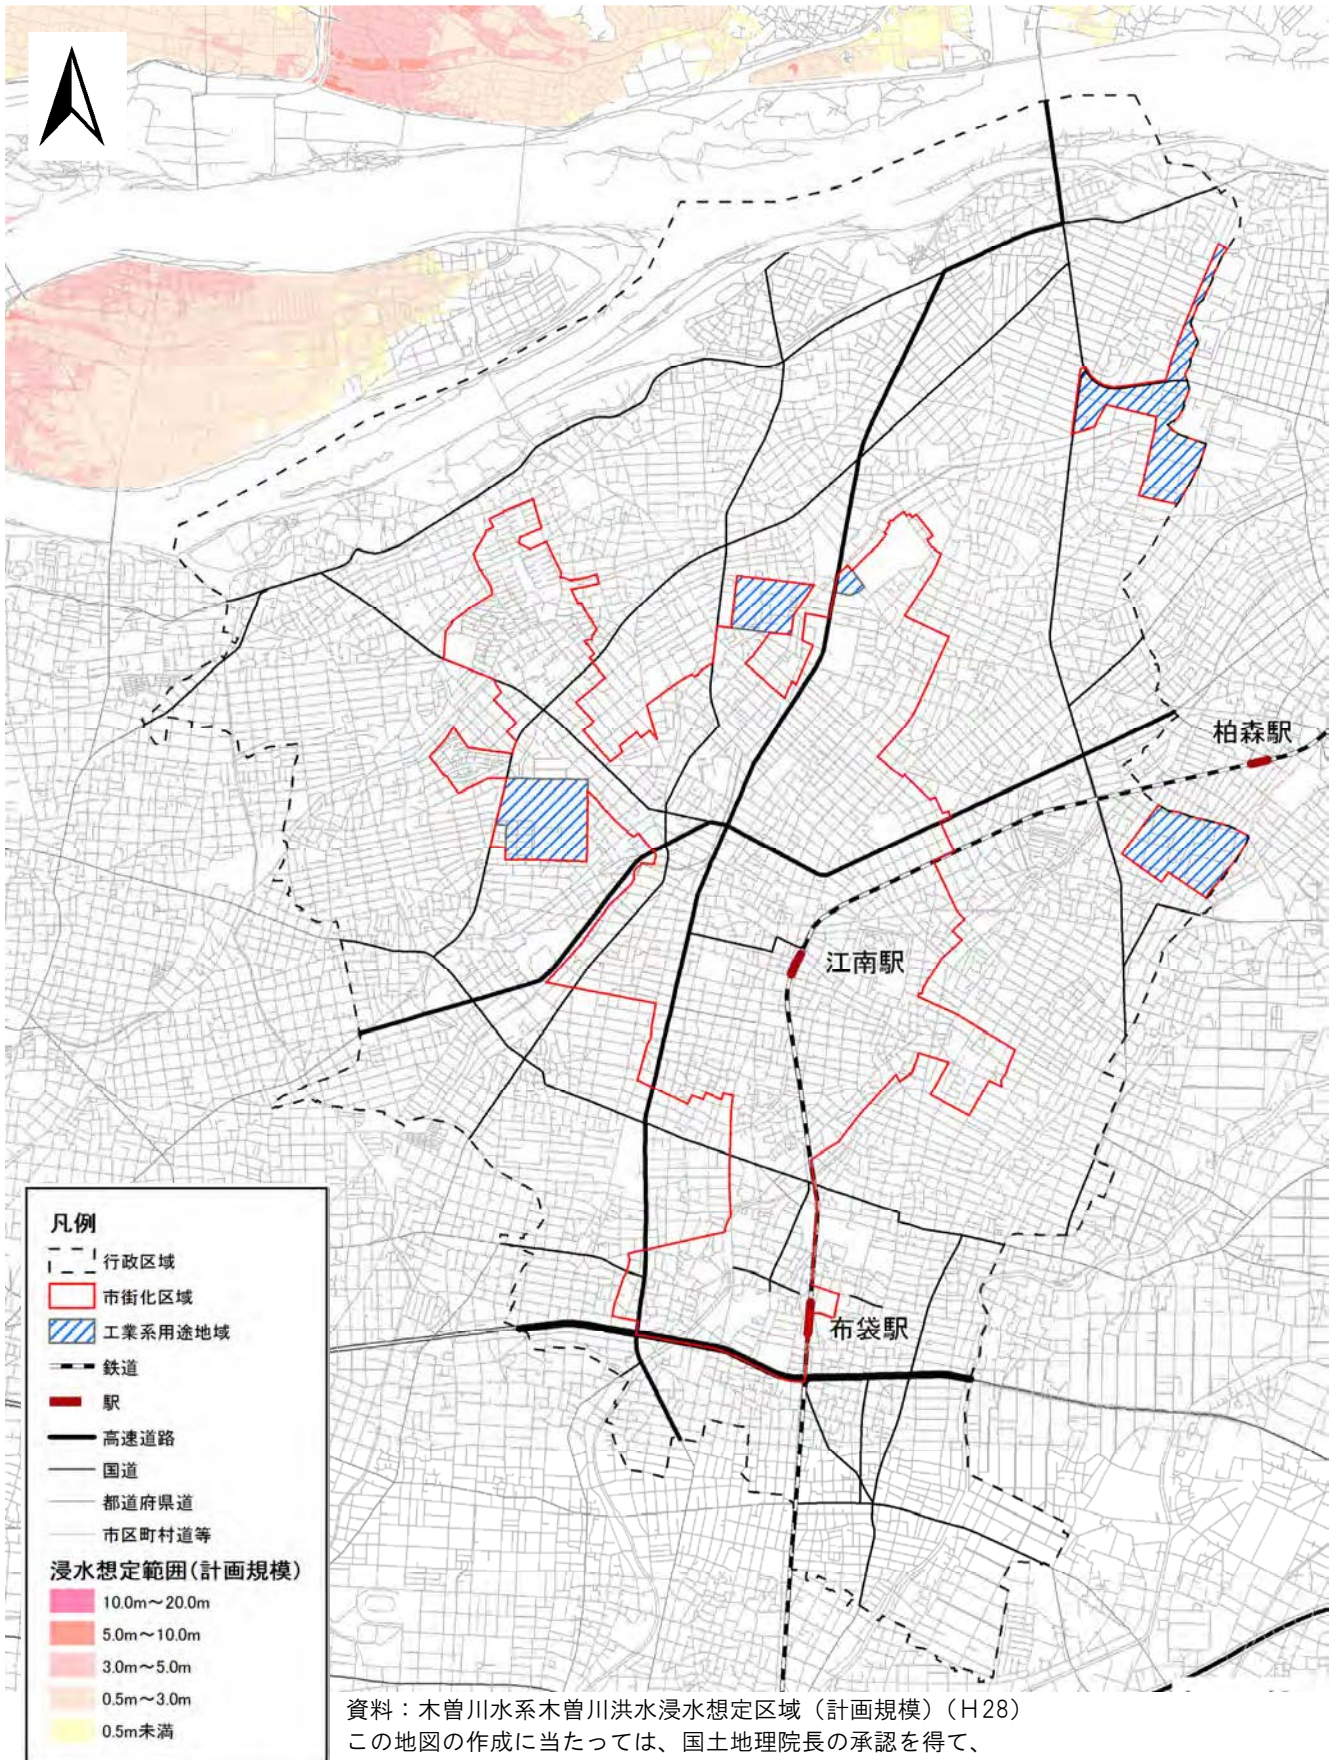 柏森駅
江南駅
布袋駅
凡例
行政区域
市街化区域
工業系用途地域
鉄道
駅
高速道路
国道
都道府県道
市区町村道等
浸水想定範囲(計画規模)
10.0m～20.0m
5.0m～10.0m
3.0m～5.0m
0.5m～3.0m
0.5m未満
資料：木曽川水系木曽川洪水浸水想定区域（計画規模）（H28）
この地図の作成に当たっては、国土地理院長の承認を得て、